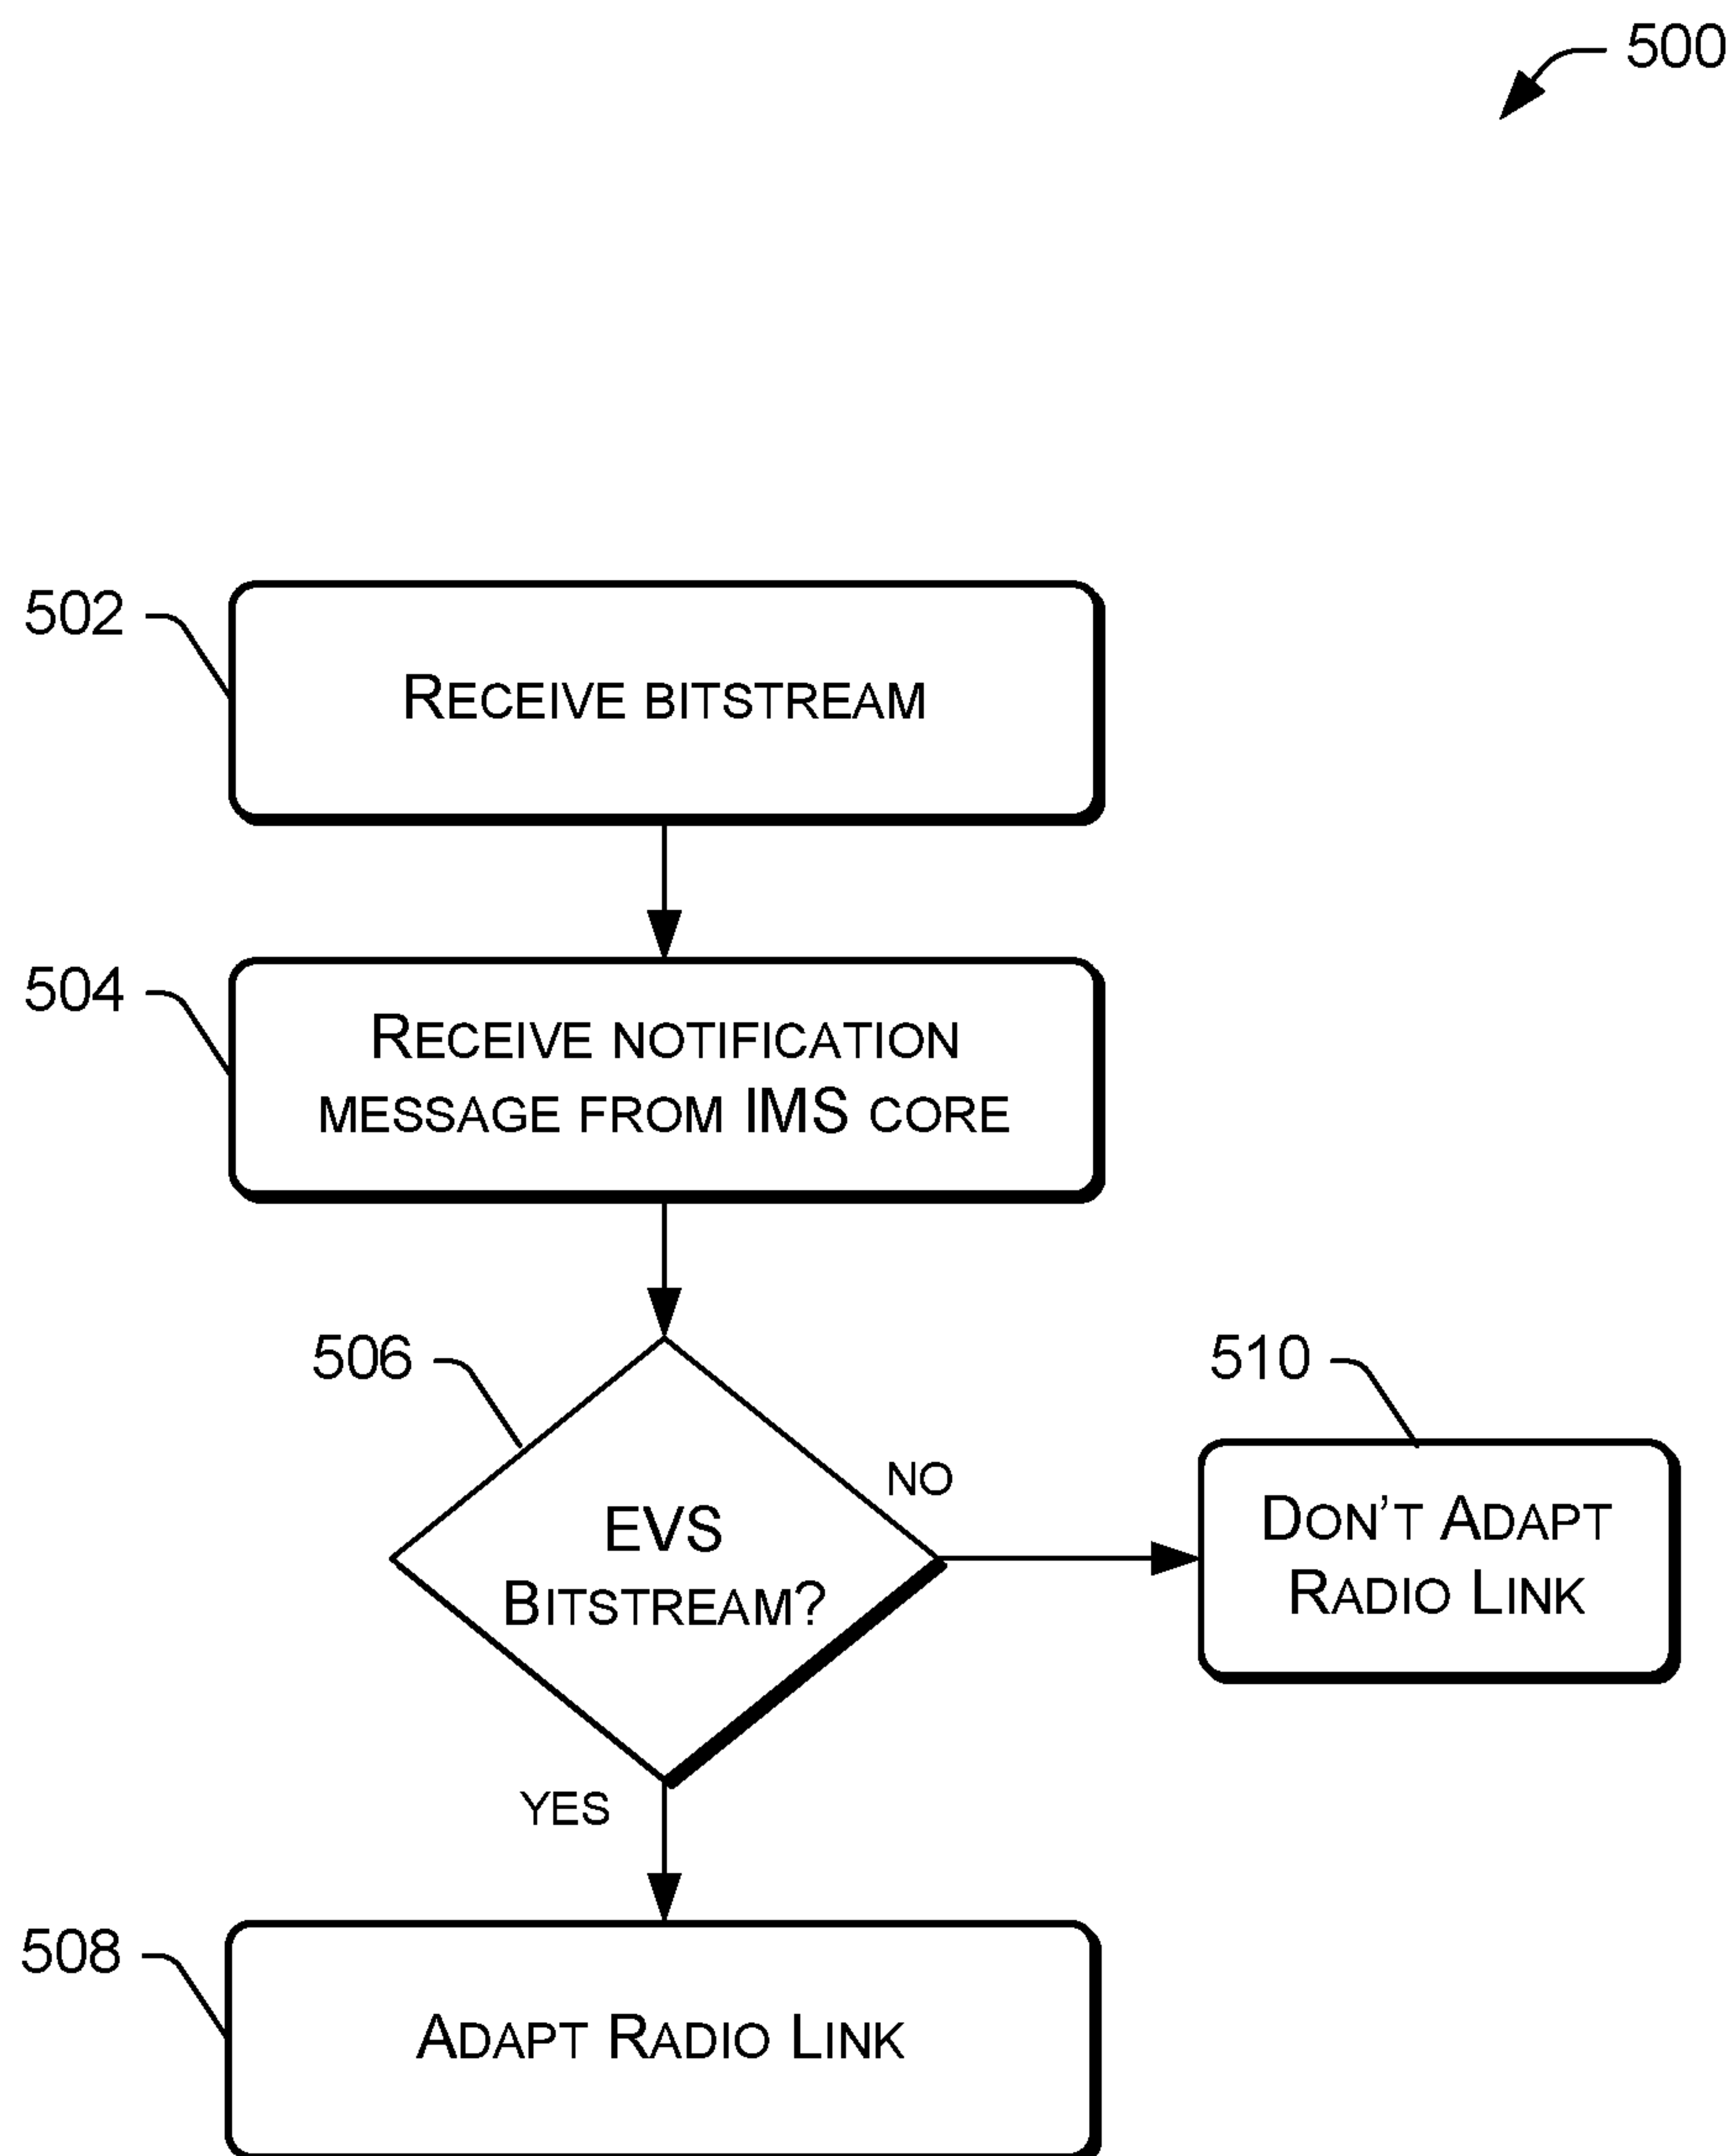 500
502
Receive bitstream
504
Receive notification
message from IMS core
506
EVS
Bitstream?
NO
510
Don't Adapt
Radio Link
YES
508
Adapt Radio Link